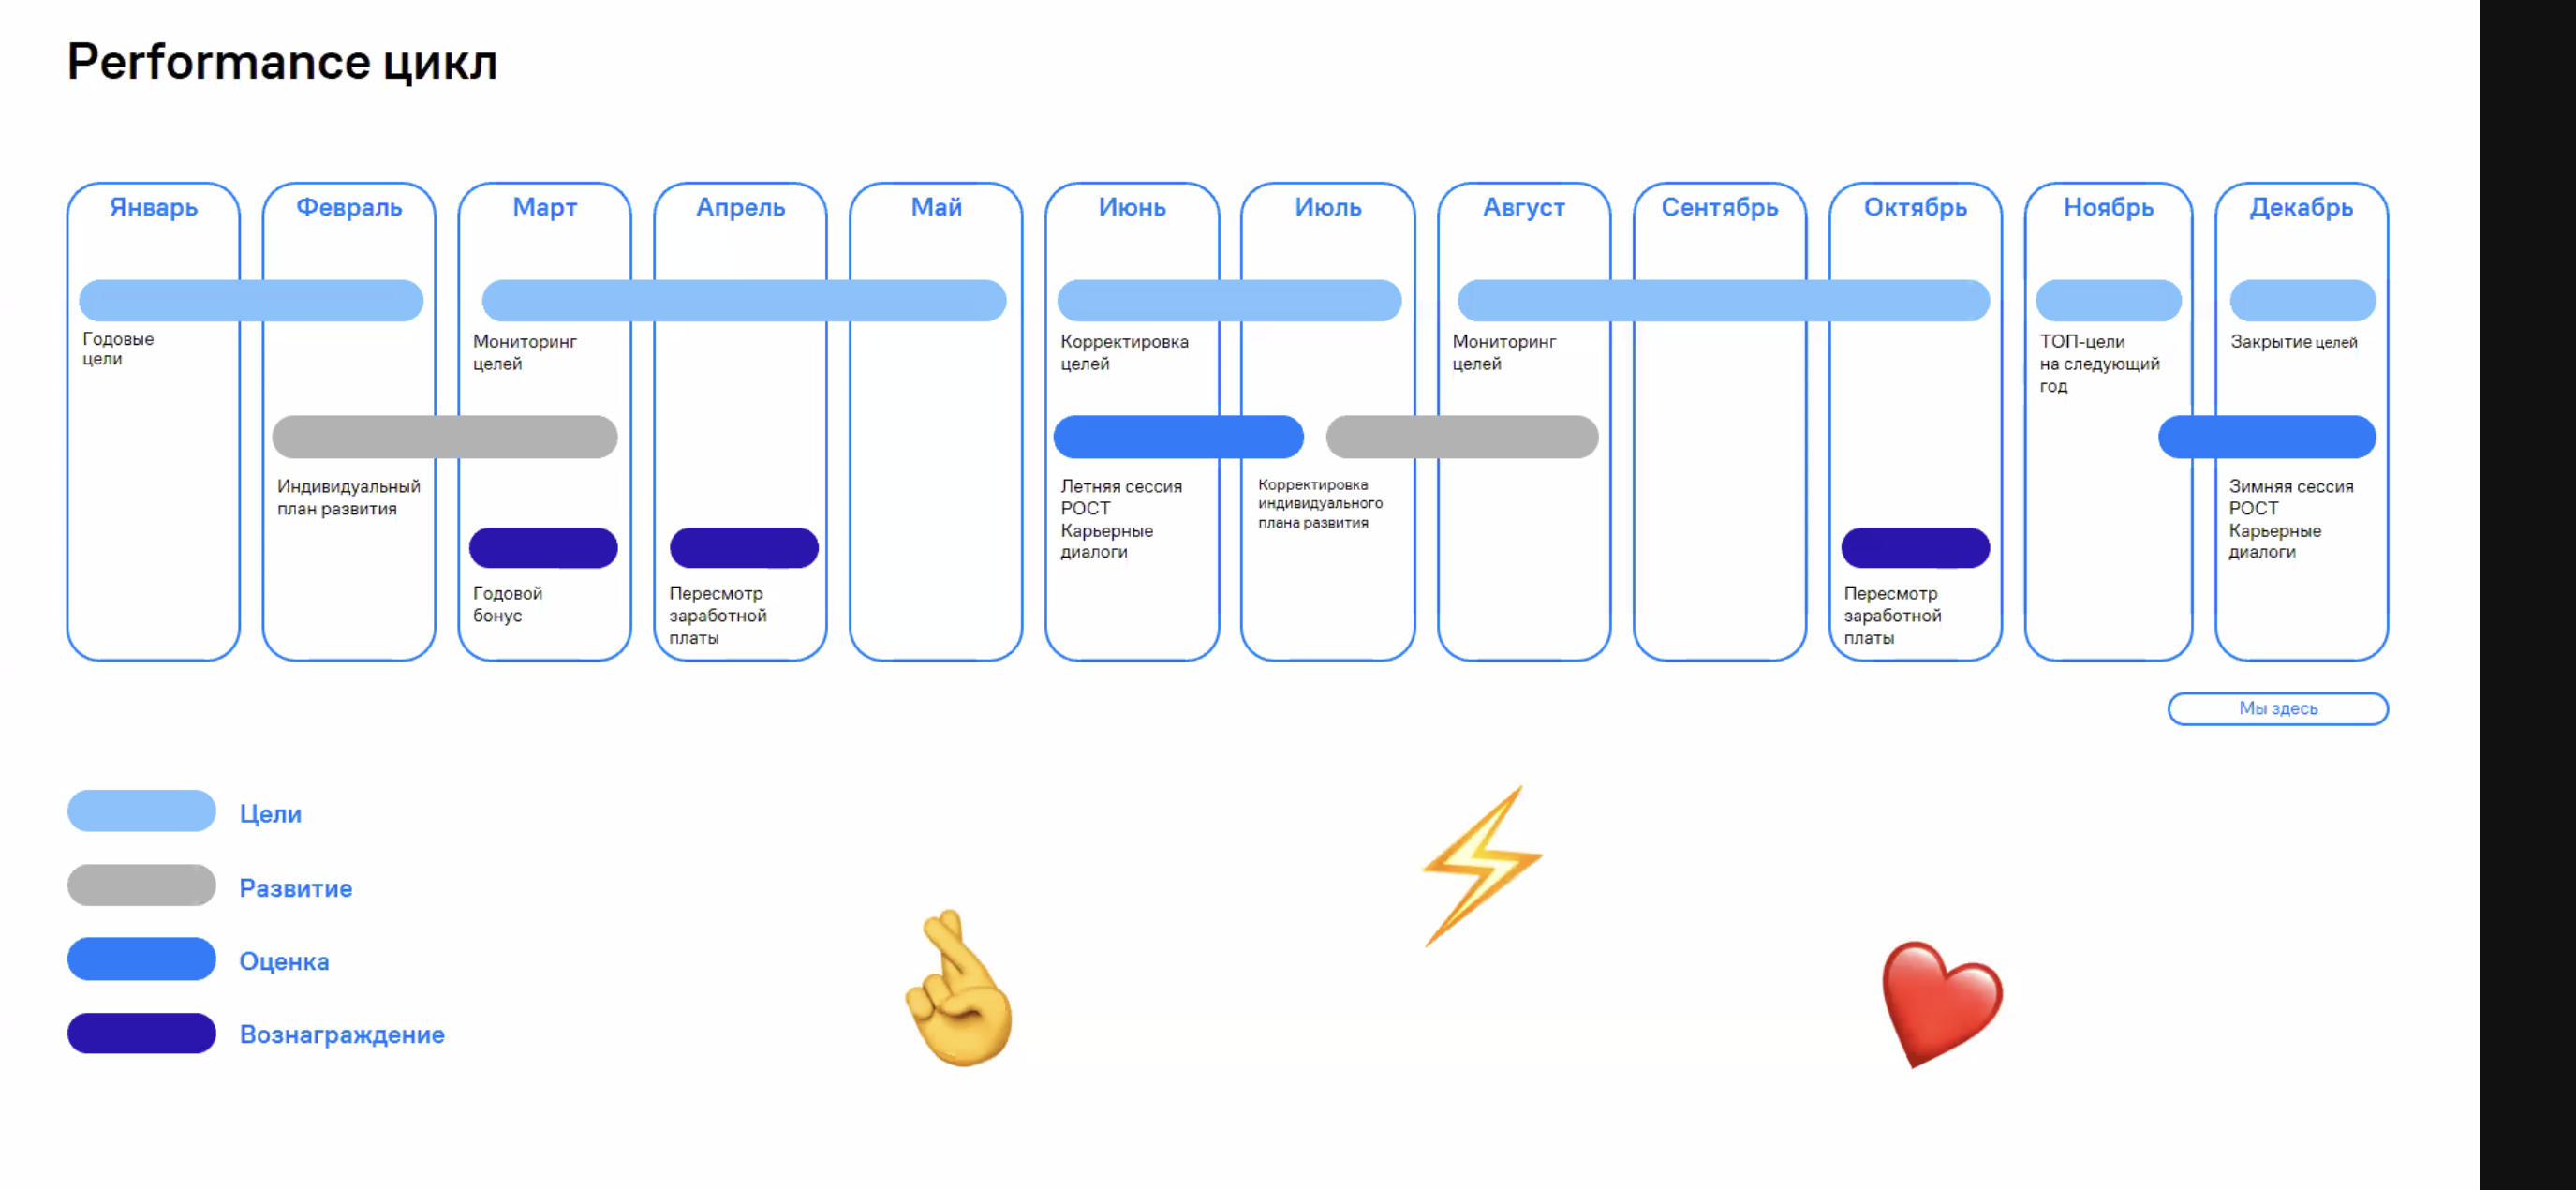 Performance цикл
Январь
Февраль
Март
Апрель
Май
Июнь
Июль
Август
Сентябрь
Октябрь
Ноябрь
Декабрь
Годовые
цели
Мониторинг
целей
Корректировка
целей
Мониторинг
целей
ТОП-цели
на следующий
год
Закрытие целей
Индивидуальный
план развития
Летняя сессия
РОСТ
Карьерные
диалоги
Корректировка
индивидуального
плана развития
Зимняя сессия
РОСТ
Карьерные
диалоги
Годовой
бонус
Пересмотр
заработной
платы
Пересмотр
заработной
платы
Мы здесь
Цели
Развитие
Оценка
Вознаграждение